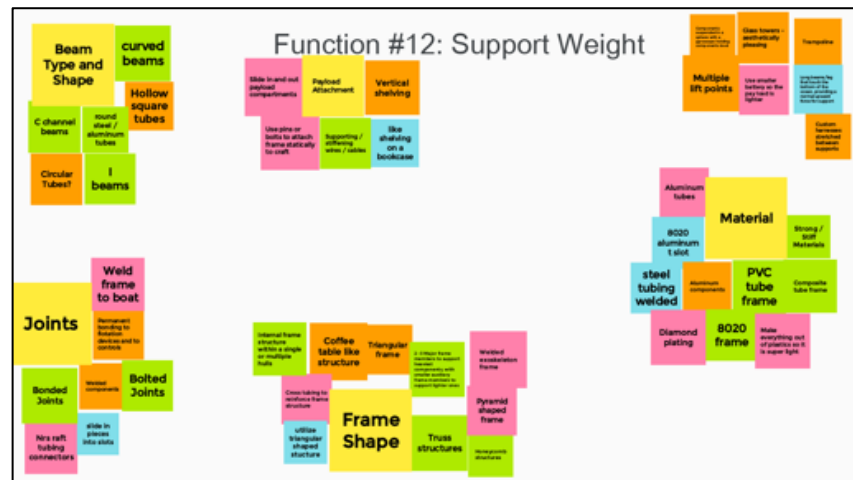 Function #12: Support Weight
Beam
Type and
Shape
curved
beams
Hollow
square
tubes
C channel
beams
round
steel /
aluminum
tubes
Circular
Tubes?
I
beams
Slide in and out
payload
compartments
Payload
Attachment
Vertical
shelving
Use pins or
bolts to attach
frame statically
to craft
Supporting /
stiffening
wires / cables
like
shelving
on a
bookcase
Glass towers -
aesthetically
pleasing
Trampoline
Multiple
lift points
Use smaller
battery so the
pay load is
lighter
Custom
harnesses
stretched
between
supports
Aluminum
tubes
Material
8020
aluminum
t slot
Strong /
Stiff
Materials
steel
tubing
welded
Aluminum
components
PVC
tube
frame
Composite
tube frame
Diamond
plating
8020
frame
Make
everything out
of plastics so it
is super light
Weld
frame
to boat
Joints
Permanent
bonding to
flotation
devices and to
controls
Bonded
Joints
Welded
components
Bolted
Joints
Nrs raft
tubing
connectors
slide in
pieces
into slots
Internal frame
structure
within a single
or multiple
hulls
Coffee
table like
structure
Triangular
frame
Welded
exoskeleton
frame
Cross tubing to
reinforce frame
structure
Frame
Shape
Pyramid
shaped
frame
utilize
triangular
shaped
stucture
Truss
structures
Honeycomb
structures